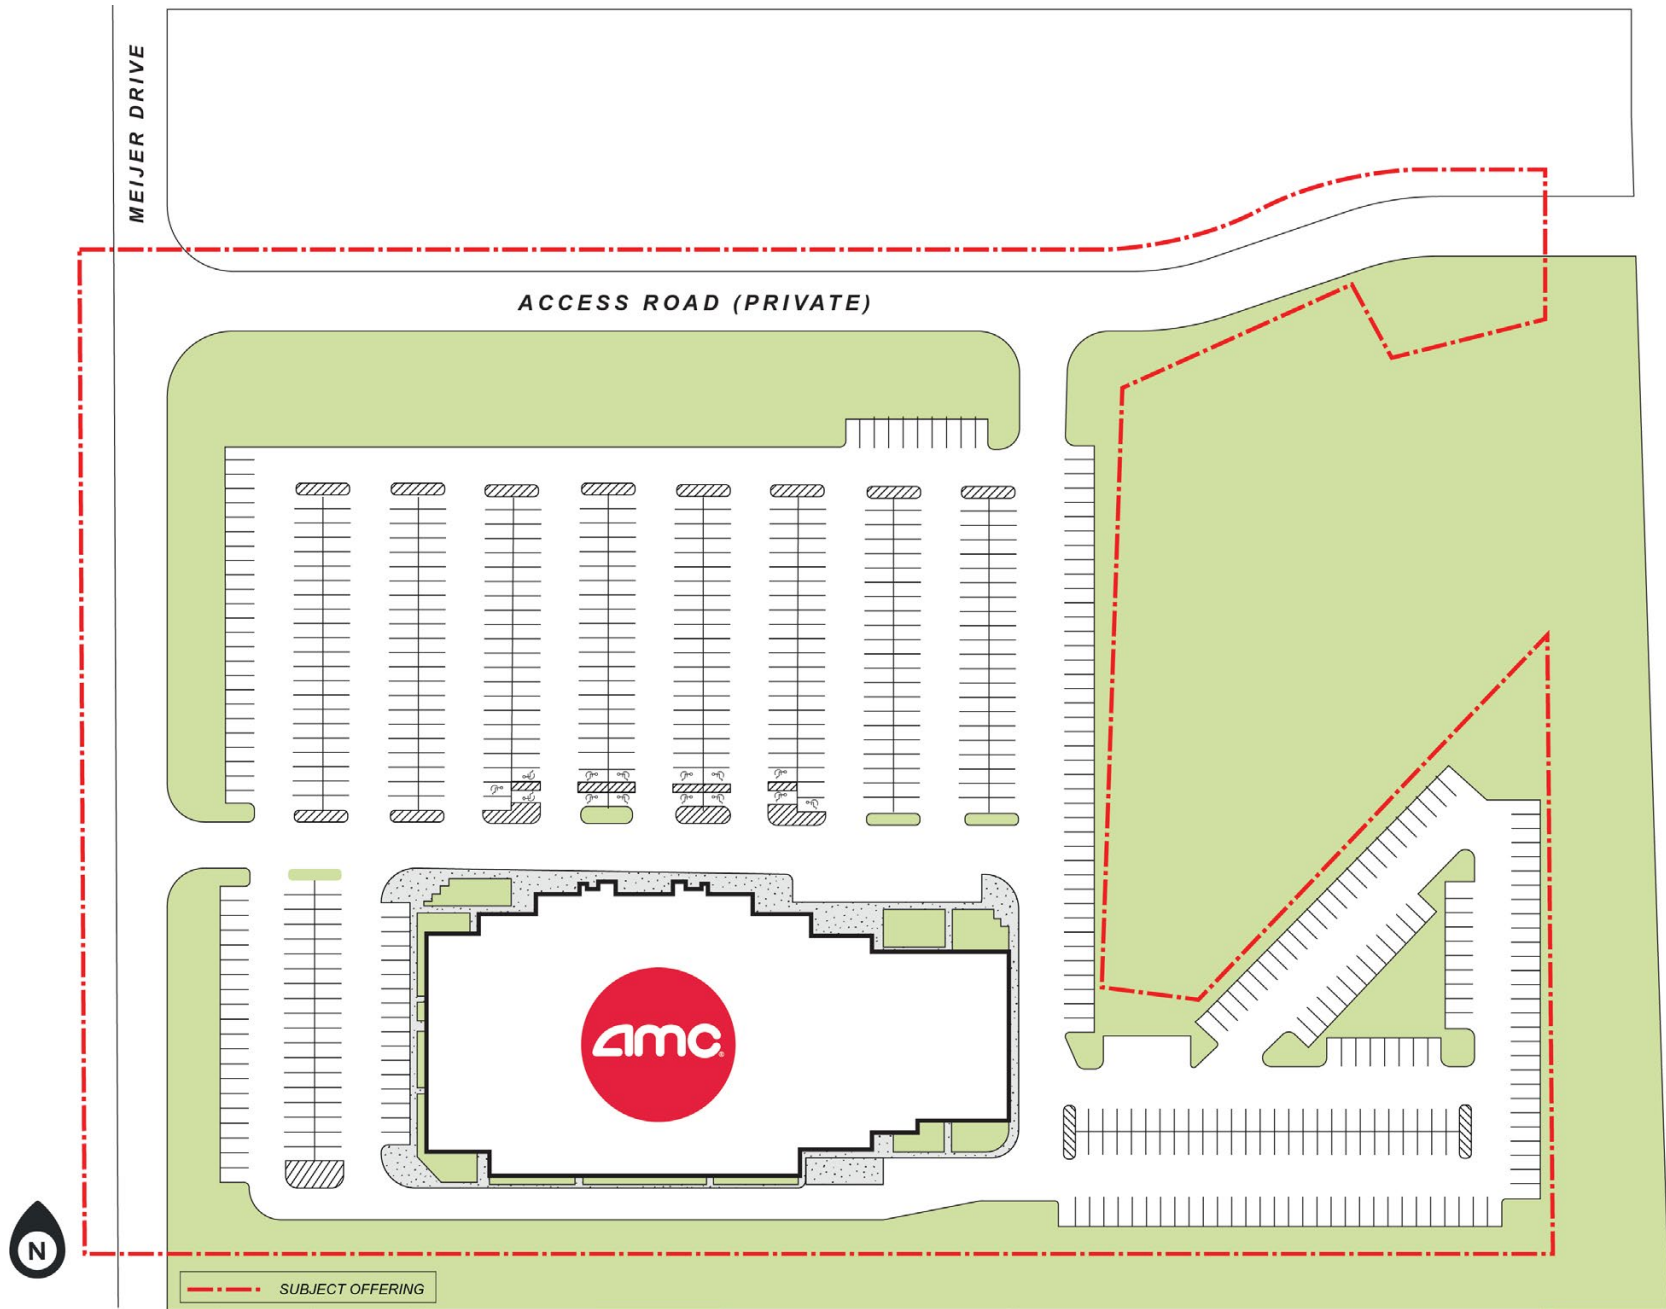 MEIJER DRIVE
ACCESS ROAD (PRIVATE)
amc®
N
SUBJECT OFFERING